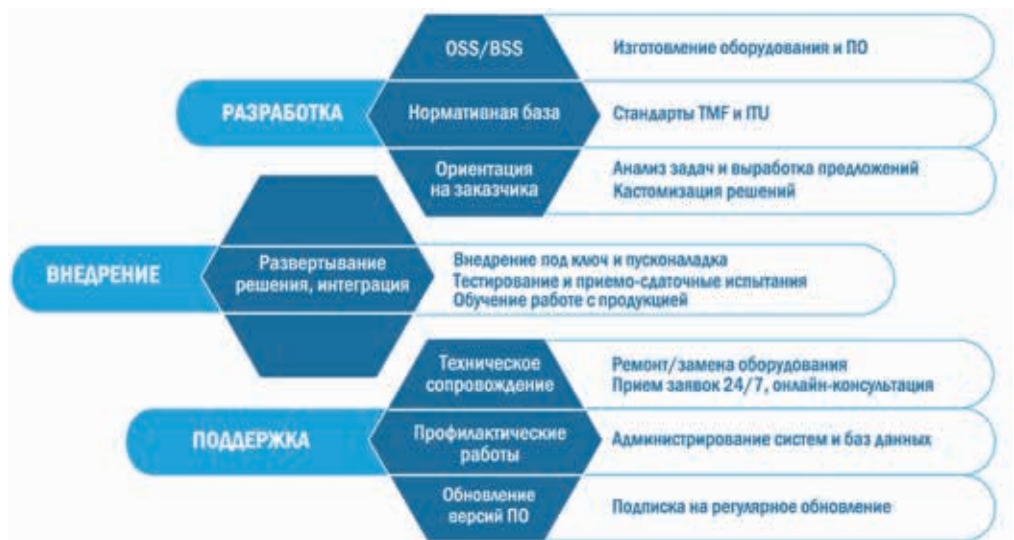 OSS/BSS
Изготовление оборудования и ПО
РАЗРАБОТКА
Нормативная база
Стандарты TMF и ITU
Ориентация
на заказчика
Анализ задач и выработка предложений
Кастомизация решений
ВНЕДРЕНИЕ
Развертывание
решения, интеграция
Внедрение под ключ и пусконаладка
Тестирование и приемо-сдаточные испытания
Обучение работе с продукцией
Техническое
сопровождение
Ремонт/замена оборудования
Прием заявок 24/7, онлайн-консультация
ПОДДЕРЖКА
Профилактические
работы
Администрирование систем и баз данных
Обновление
версий ПО
Подписка на регулярное обновление